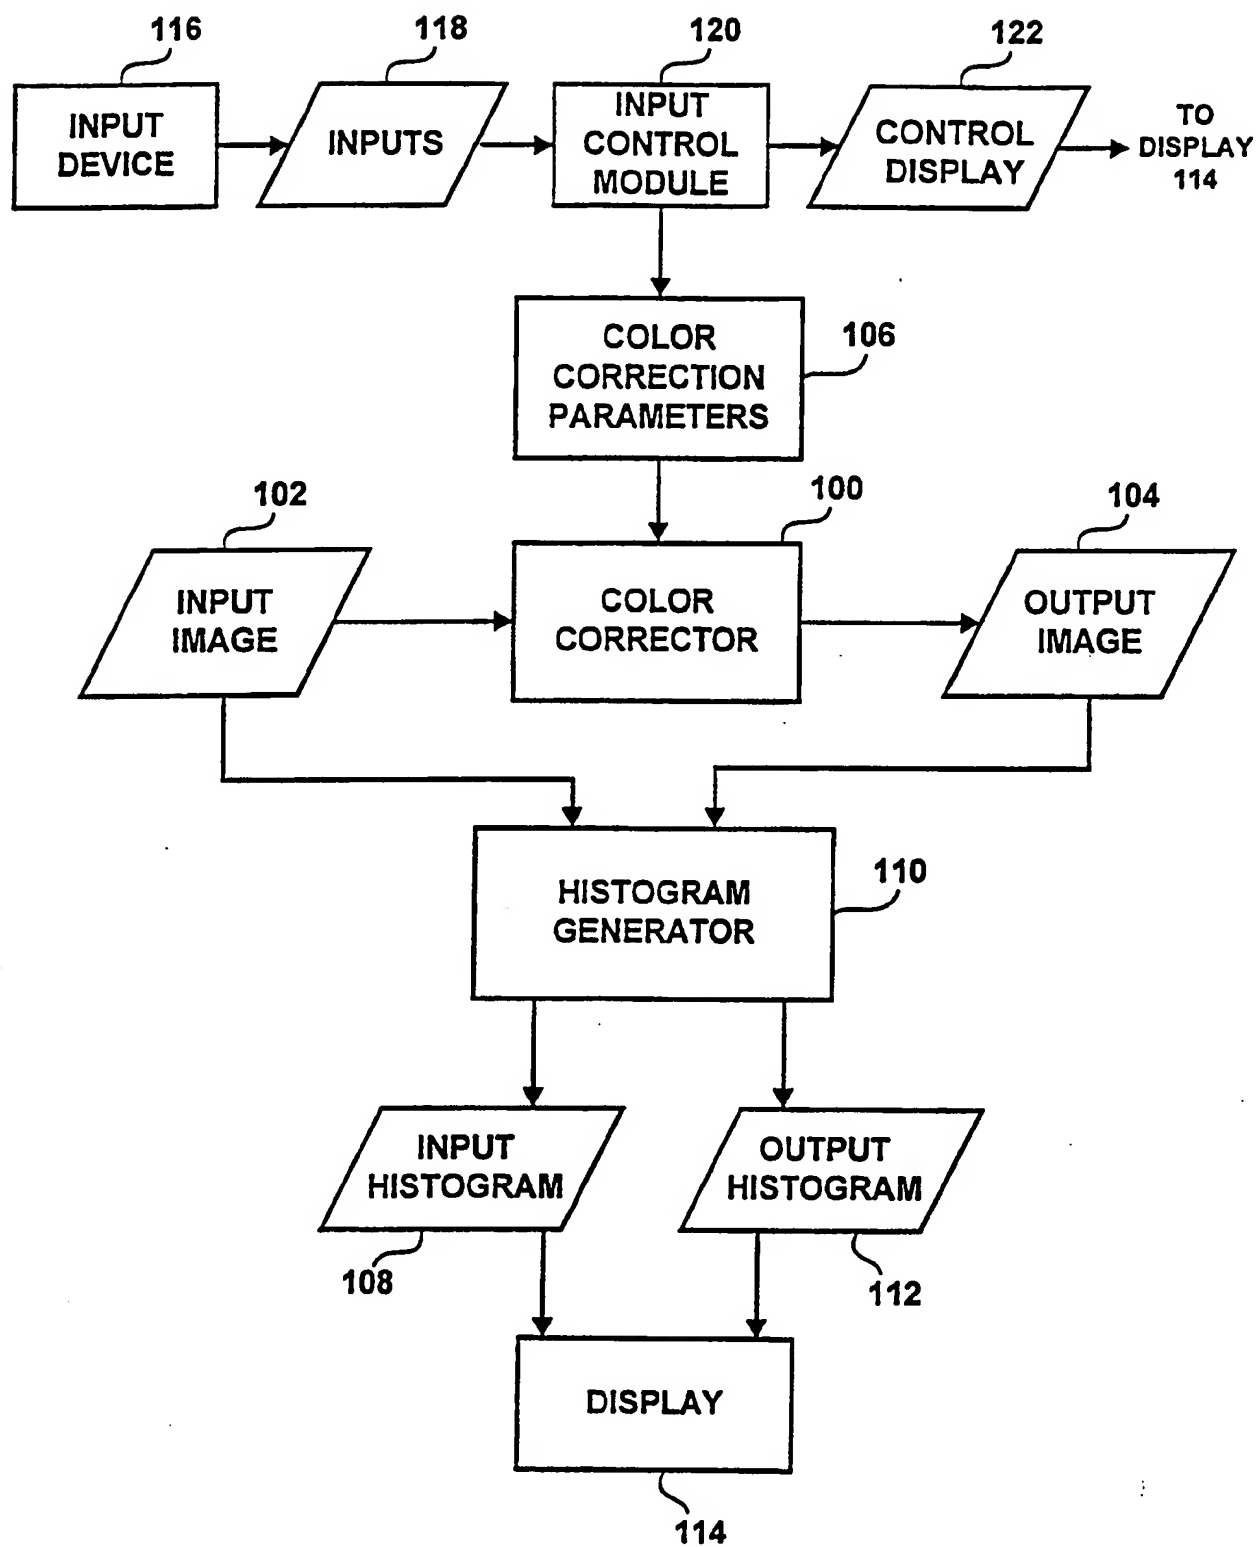 116
118
120
122
INPUT
DEVICE
INPUTS
INPUT
CONTROL
MODULE
CONTROL
DISPLAY
TO
DISPLAY
114
COLOR
CORRECTION
PARAMETERS
106
102
100
104
INPUT
IMAGE
COLOR
CORRECTOR
OUTPUT
IMAGE
HISTOGRAM
GENERATOR
110
INPUT
HISTOGRAM
OUTPUT
HISTOGRAM
108
112
DISPLAY
114